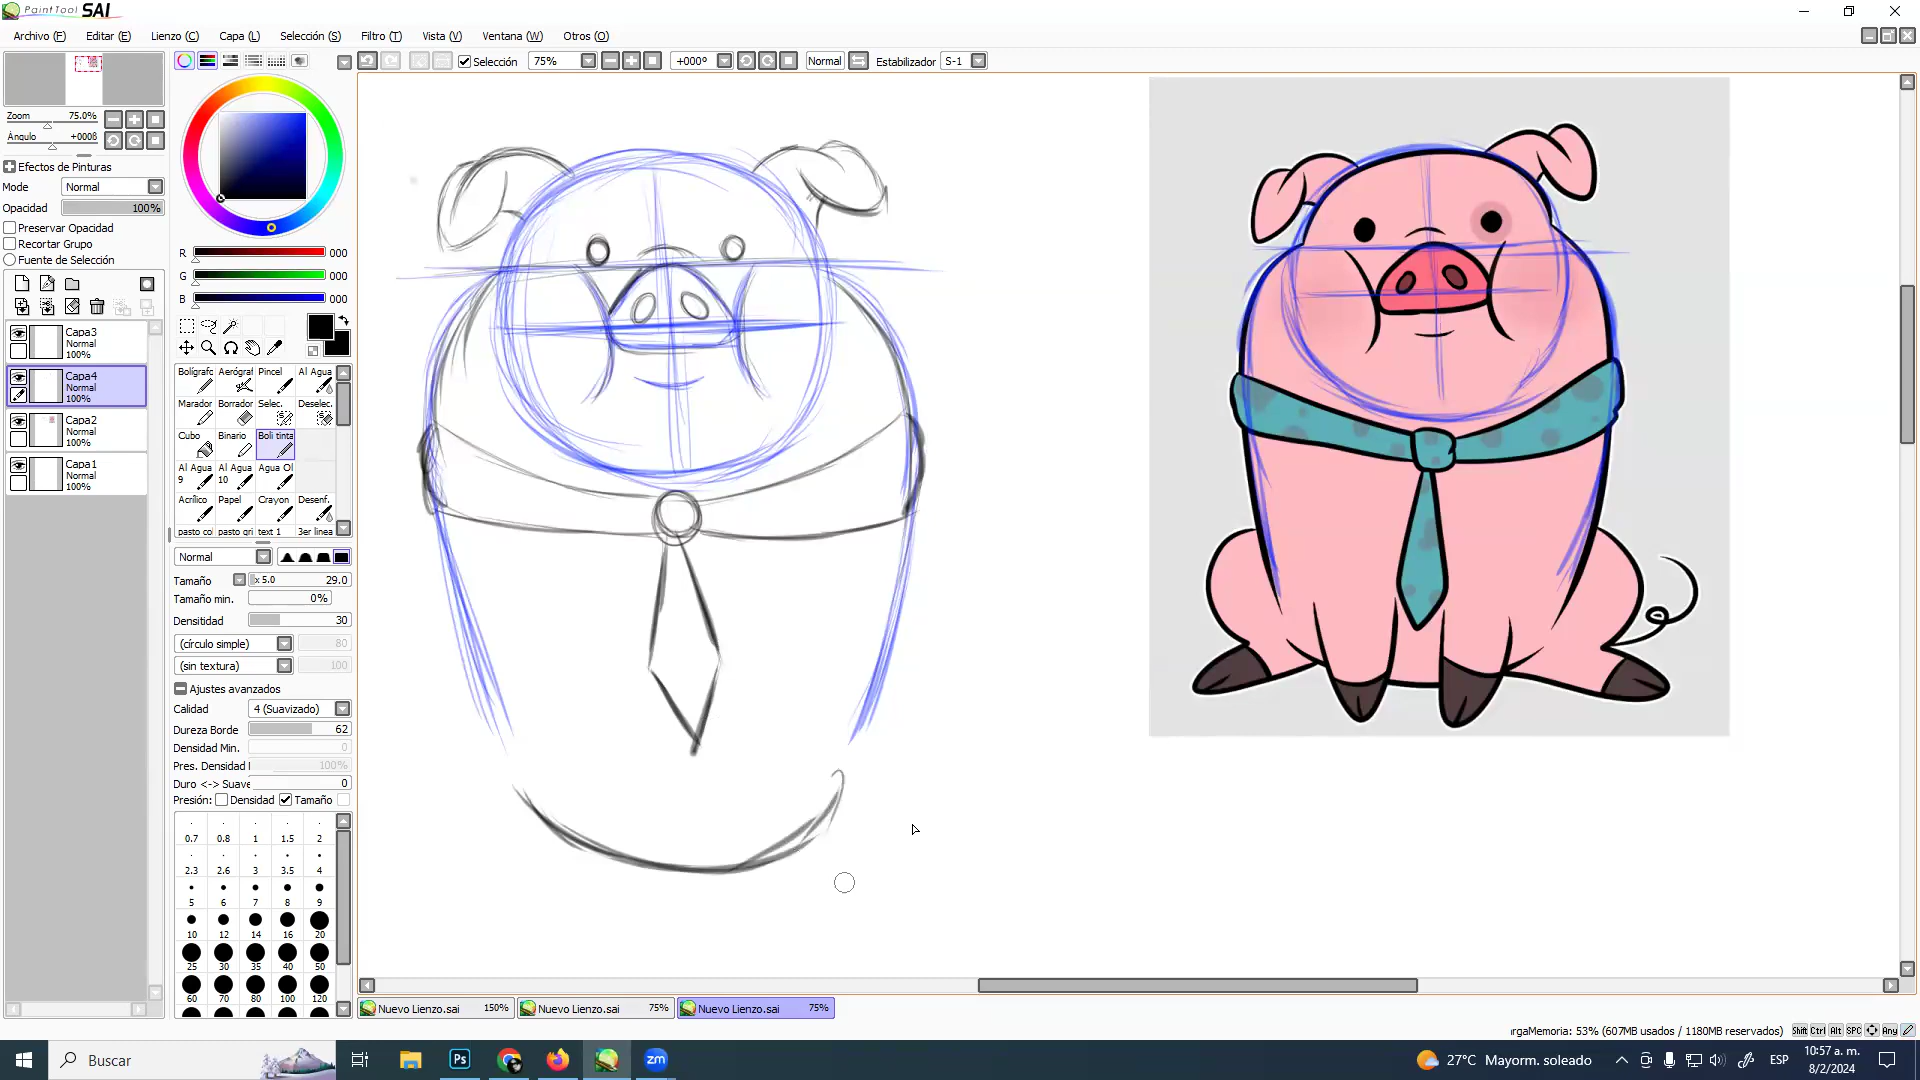 PaintTool SAI
Archivo (F) Editar (E) Lienzo (C) Capa (L) Selección (S) Filtro (T) Vista (V) Ventana (W) Otros (O)
Selección 75% +000º Normal Estabilizador S-1
Zoom 75.0%
Ángulo +000ß
Efectos de Pinturas
Mode Normal
Opacidad 100%
Preservar Opacidad
Recortar Grupo
Fuente de Selección
Capa3
Normal
100%
Capa4
Normal
100%
Capa2
Normal
100%
Capa1
Normal
100%
R 000
G 000
B 000
Bolígrafo Aeróg Pincel Al Agua
Marador Borrador Selec. Deselec.
Cubo Binario Boli tinta
Al Agua 9 Al Agua 10 Agua Ol
Acrílico Papel Crayon Desenf.
pasto co pasto gri text 1 3er linea
Normal
Tamaño x 5.0 29.0
Tamaño min. 0%
Densitidad 30
(círculo simple) 80
(sin textura) 100
Ajustes avanzados
Calidad 4 (Suavizado)
Dureza Borde 62
Densidad Min. 0
Pres. Densidad 100%
Duro <-> Suave 0
Presión: Densidad Tamaño
0.7 0.8 1 1.5 2
2.3 2.6 3 3.5 4
5 6 7 8 9
10 12 14 16 20
25 30 35 40 50
60 70 80 100 120
Nuevo Lienzo.sai 150% Nuevo Lienzo.sai 75% Nuevo Lienzo.sai 75%
rgaMemoria: 53% (607MB usados / 1180MB reservados) Shift Ctrl Alt SPC Any
Buscar
Ps
zm
27°C Mayorm. soleado
ESP
10:57 a. m.
8/2/2024